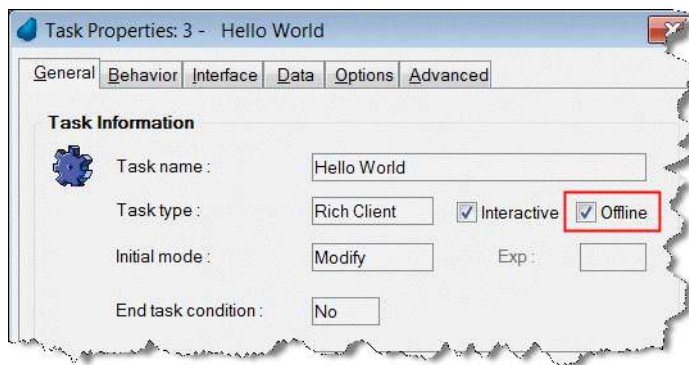 Task Properties: 3 - Hello World
General Behavior Interface Data Options Advanced
Task Information
Task name : Hello World
Task type : Rich Client Interactive Offline
Initial mode : Modify Exp :
End task condition : No